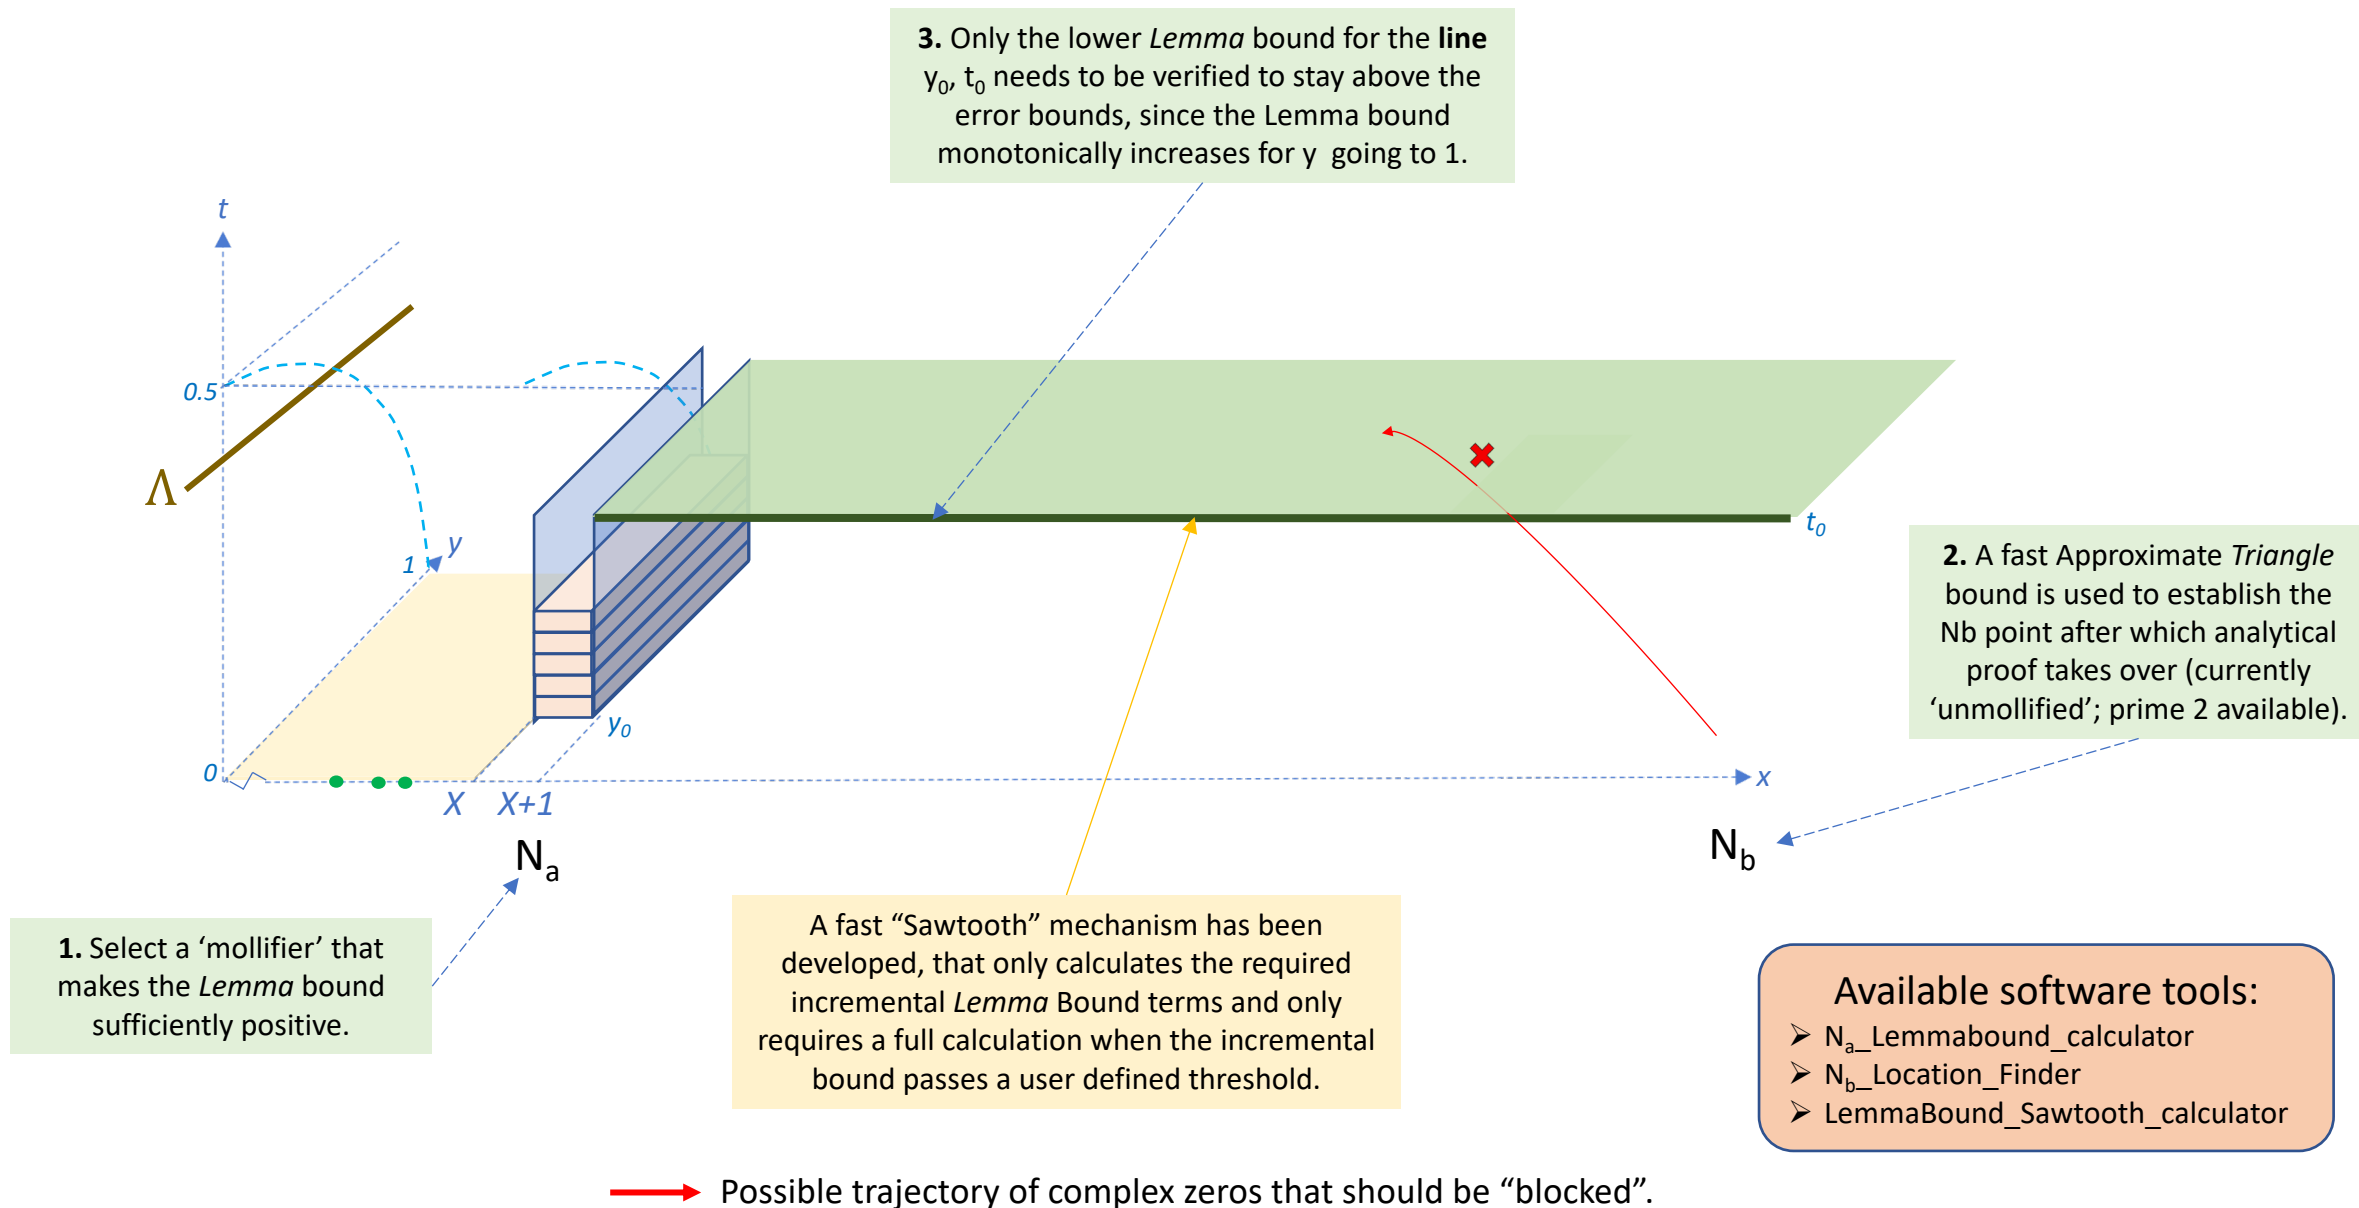 3. Only the lower Lemma bound for the line
y₀, t₀ needs to be verified to stay above the
error bounds, since the Lemma bound
monotonically increases for y going to 1.
t
0.5
Λ
1
y
t₀
2. A fast Approximate Triangle
bound is used to establish the
Nb point after which analytical
proof takes over (currently
‘unmollified’; prime 2 available).
y₀
0
x
X
X+1
Nₐ
N_b
1. Select a ‘mollifier’ that
makes the Lemma bound
sufficiently positive.
A fast “Sawtooth” mechanism has been
developed, that only calculates the required
incremental Lemma Bound terms and only
requires a full calculation when the incremental
bound passes a user defined threshold.
Available software tools:
➢ Nₐ_Lemmabound_calculator
➢ N_b_Location_Finder
➢ LemmaBound_Sawtooth_calculator
Possible trajectory of complex zeros that should be “blocked”.